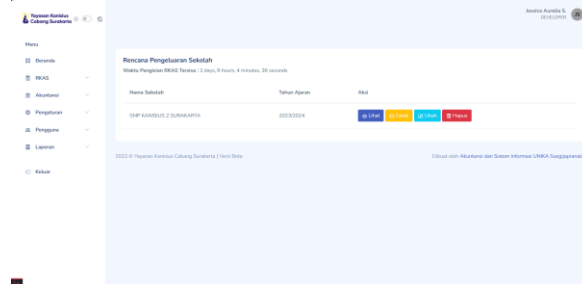 Yayasan Kanisius
Cabang Surakarta
Jessica Aurelia S.
DEVELOPER
JS
Menu
Beranda
RKAS
Akuntansi
Pengaturan
Pengguna
Laporan
Keluar
Rencana Pengeluaran Sekolah
Waktu Pengisian RKAS Tersisa : 3 days, 8 hours, 4 minutes, 38 seconds
Nama Sekolah Tahun Ajaran Aksi
SMP KANISIUS 2 SURAKARTA 2023/2024 Lihat Cetak Ubah Hapus
2023 © Yayasan Kanisius Cabang Surakarta | Versi Beta
Dibuat oleh Akuntansi dan Sistem Informasi UNIKA Soegijapranata